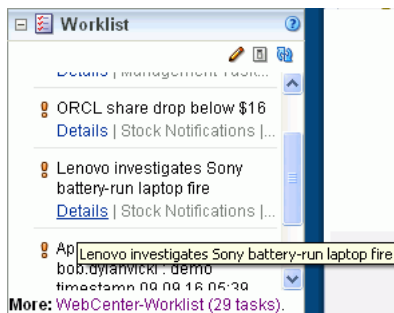 Worklist
Details | Management Task...
ORCL share drop below $16
Details | Stock Notifications |...
Lenovo investigates Sony
battery-run laptop fire
Details | Stock Notifications |...
Ap
Lenovo investigates Sony battery-run laptop fire
bob.dylanvicki : demo
timestamp 09 09 16 05:39
More: WebCenter-Worklist (29 tasks).